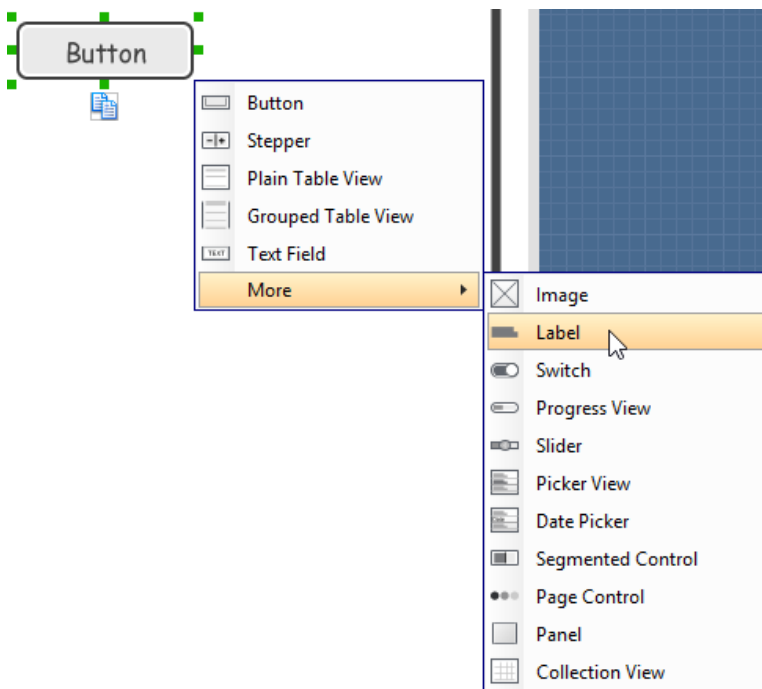 Button
Button
Stepper
Plain Table View
Grouped Table View
TEXT Text Field
More
Image
Label
Switch
Progress View
Slider
Picker View
Date Picker
Segmented Control
Page Control
Panel
Collection View